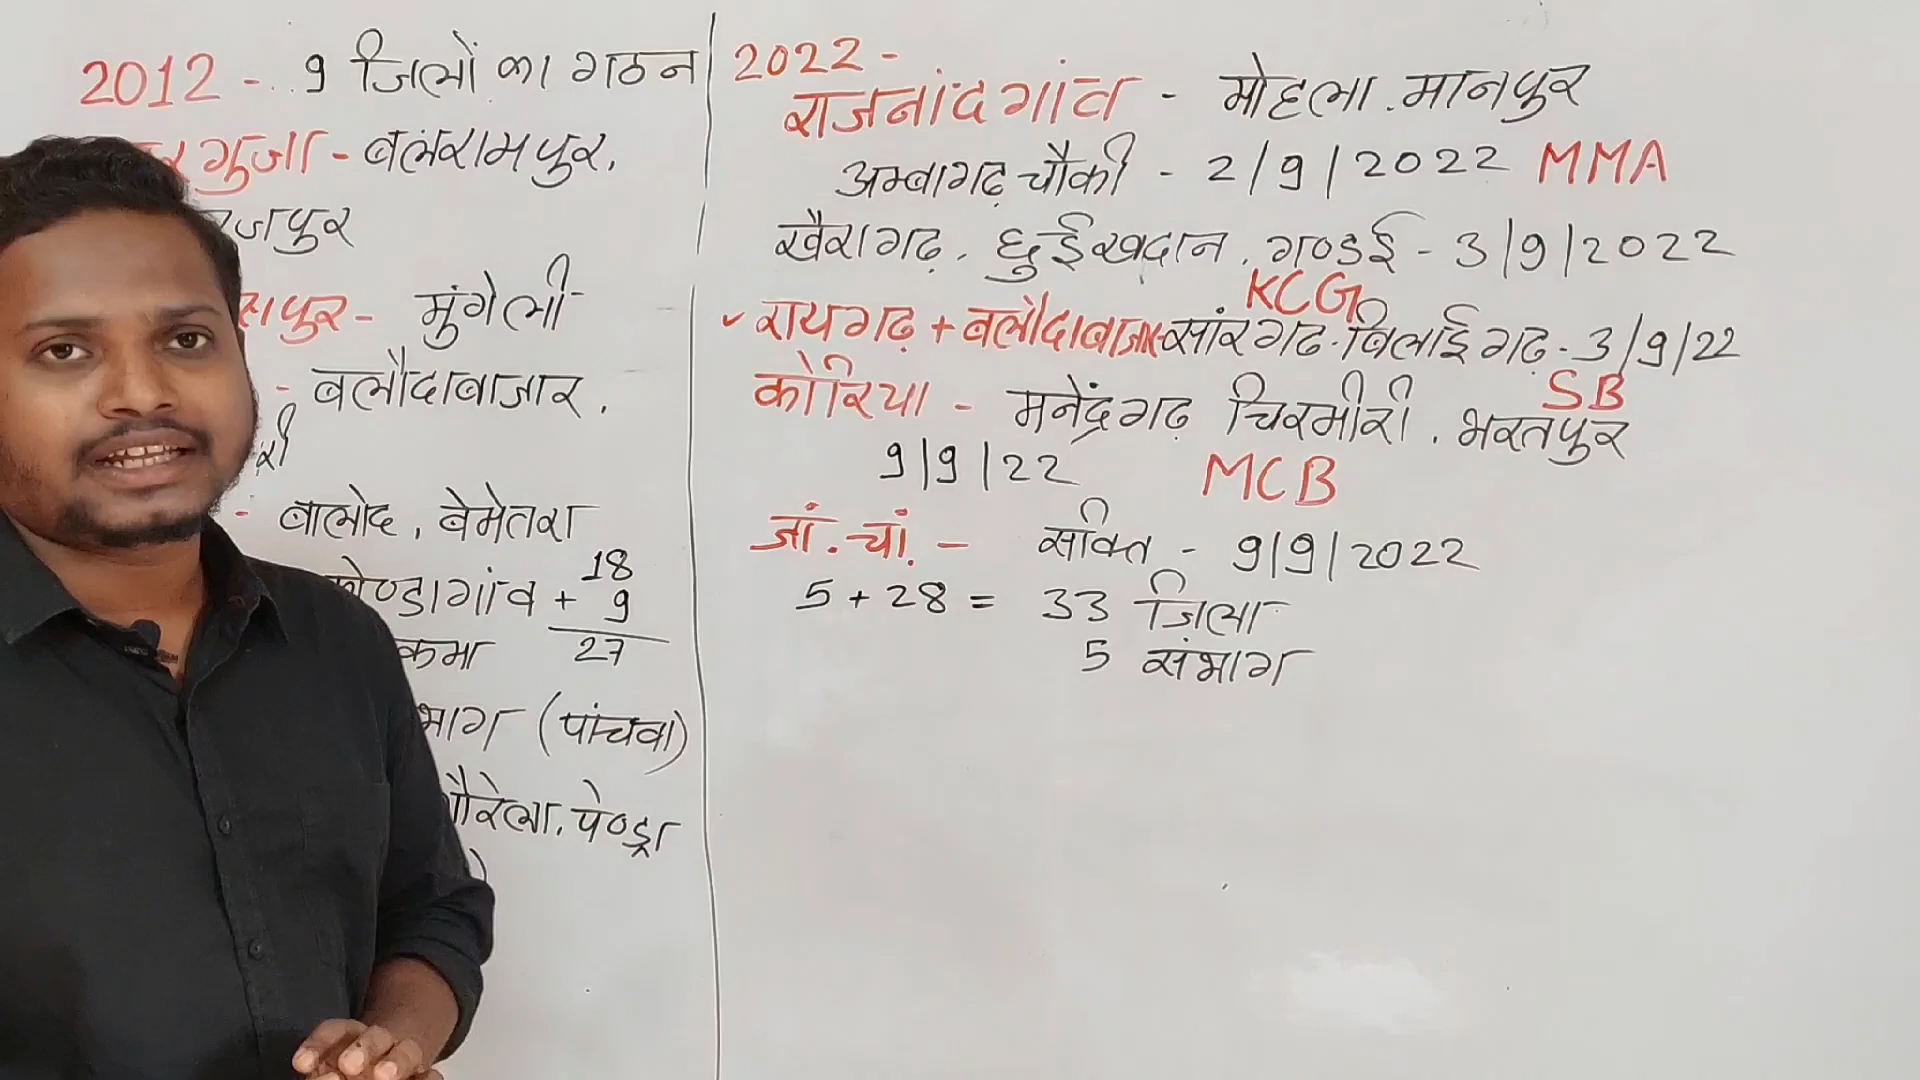 2012 - 9 जिलों का गठन
गुजा - बलरामपुर,
रजपुर
सपुर - मुंगेली
- बलौदाबाजार,
री
- बालोद, बेमेतरा
कोण्डागांव
18
+ 9
27
कमा
भाग (पांचवा)
गौरेला, पेण्ड्रा
)
2022 -
राजनांदगांव - मोहला. मानपुर
अम्बागढ़ चौकी - 2/9/2022 MMA
खैरागढ़. छुईखदान. गण्डई - 3/9/2022
KCG
✓ रायगढ़ + बलौदाबाजार - सांरगढ. बिलाईगढ़ - 3/9/22
SB
कोरिया - मनेंद्रगढ़ चिरमीरी. भरतपुर
9/9/22 MCB
जां. चां. - सक्ति - 9/9/2022
5 + 28 = 33 जिला
5 संभाग